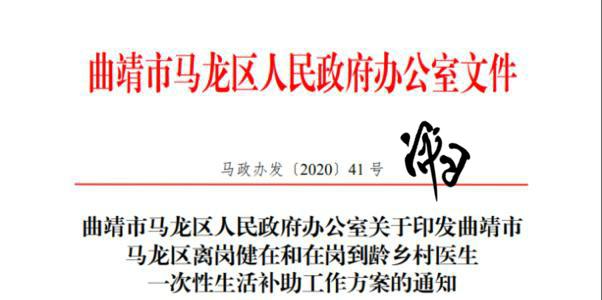 曲靖市马龙区人民政府办公室文件
马政办发〔2020〕41号
曲靖市马龙区人民政府办公室关于印发曲靖市
马龙区离岗健在和在岗到龄乡村医生
一次性生活补助工作方案的通知